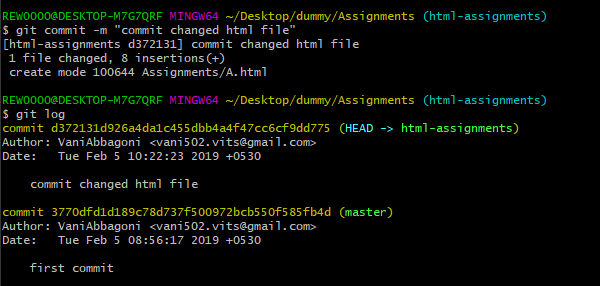 REWOOOO@DESKTOP-M7G7QRF MINGW64 ~/Desktop/dummy/Assignments (html-assignments)
$ git commit -m "commit changed html file"
[html-assignments d372131] commit changed html file
 1 file changed, 8 insertions(+)
 create mode 100644 Assignments/A.html

REWOOOO@DESKTOP-M7G7QRF MINGW64 ~/Desktop/dummy/Assignments (html-assignments)
$ git log
commit d372131d926a4da1c455dbb4a4f47cc6cf9dd775 (HEAD -> html-assignments)
Author: VaniAbbagoni <vani502.vits@gmail.com>
Date:   Tue Feb 5 10:22:23 2019 +0530

    commit changed html file

commit 3770dfd1d189c78d737f500972bcb550f585fb4d (master)
Author: VaniAbbagoni <vani502.vits@gmail.com>
Date:   Tue Feb 5 08:56:17 2019 +0530

    first commit